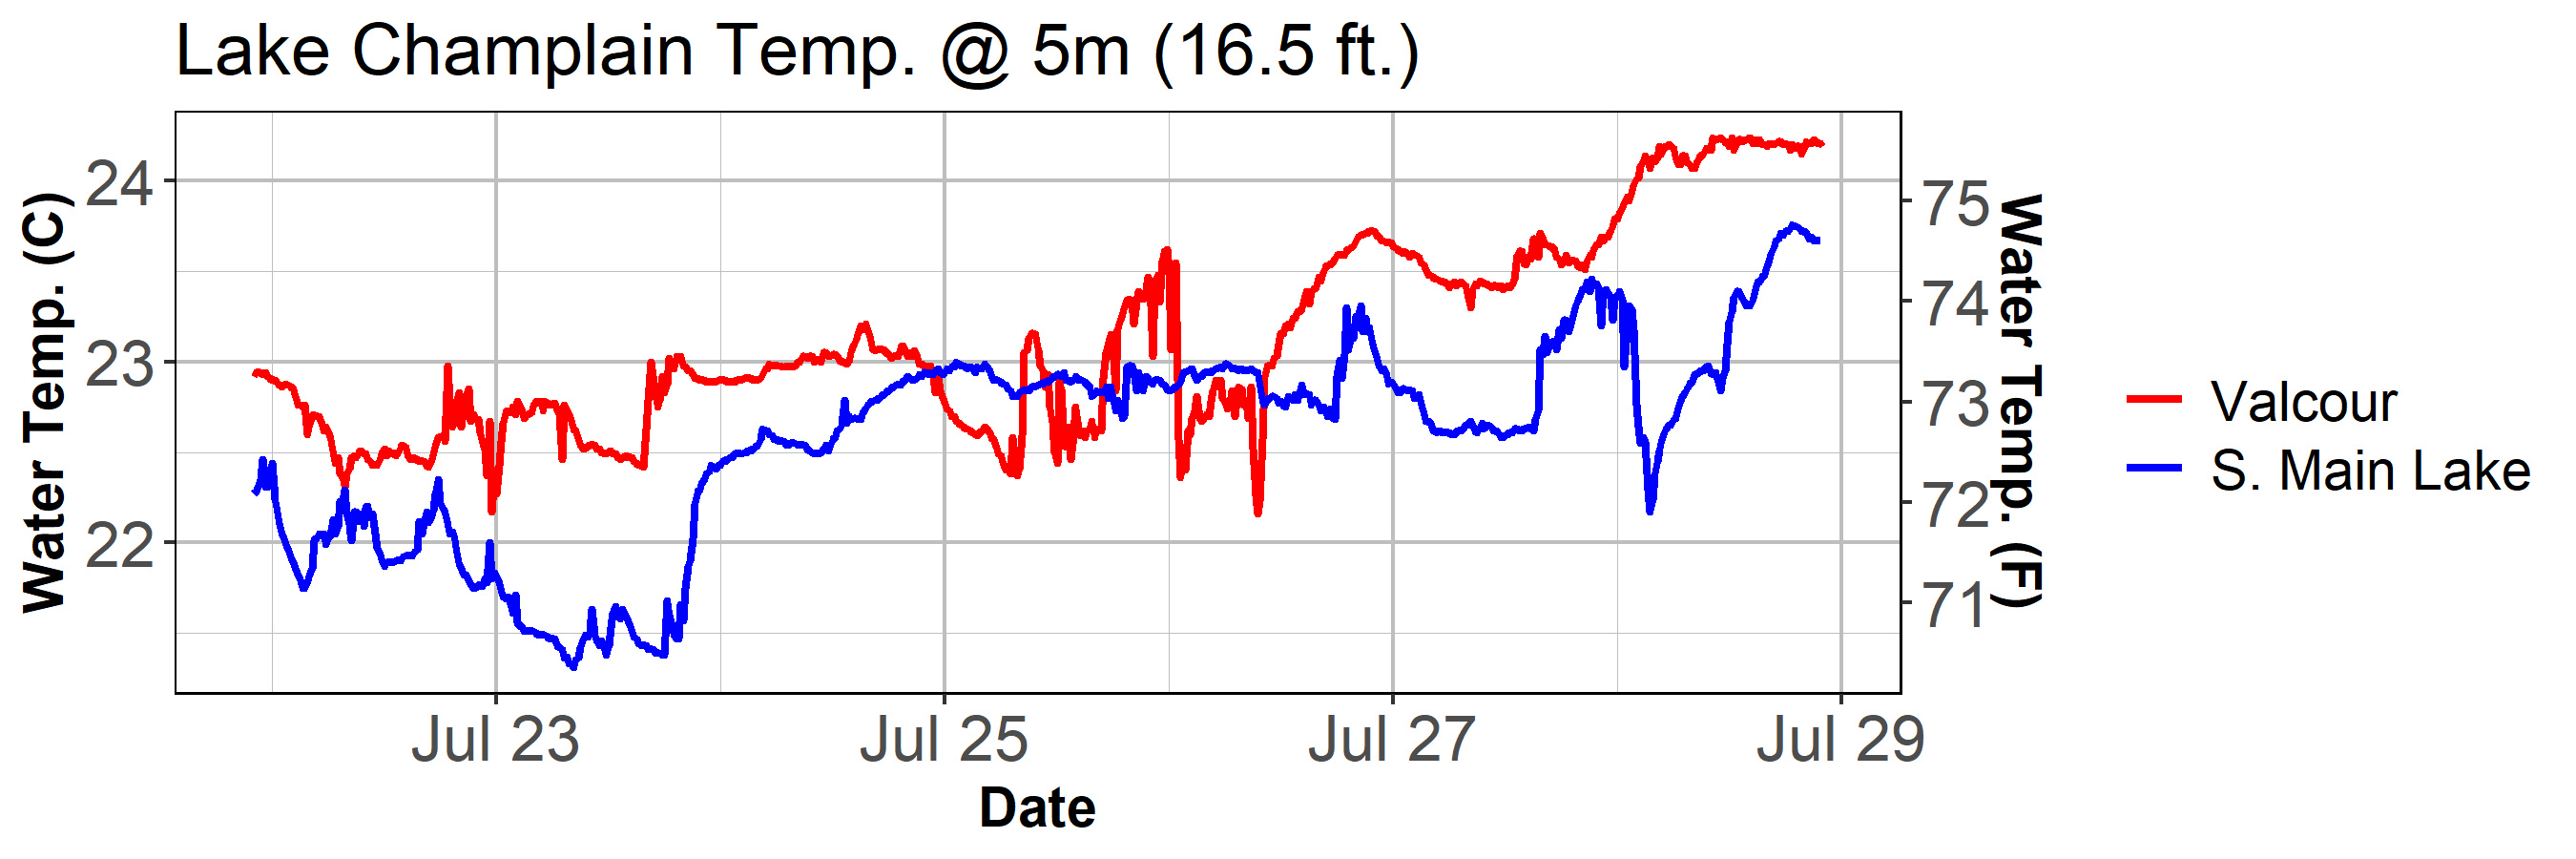 Lake Champlain Temp. @ 5m (16.5 ft.)
Water Temp. (C)
24
23
22
75
74
73
72
71
Water Temp. (F)
Jul 23
Jul 25
Jul 27
Jul 29
Date
Valcour
S. Main Lake